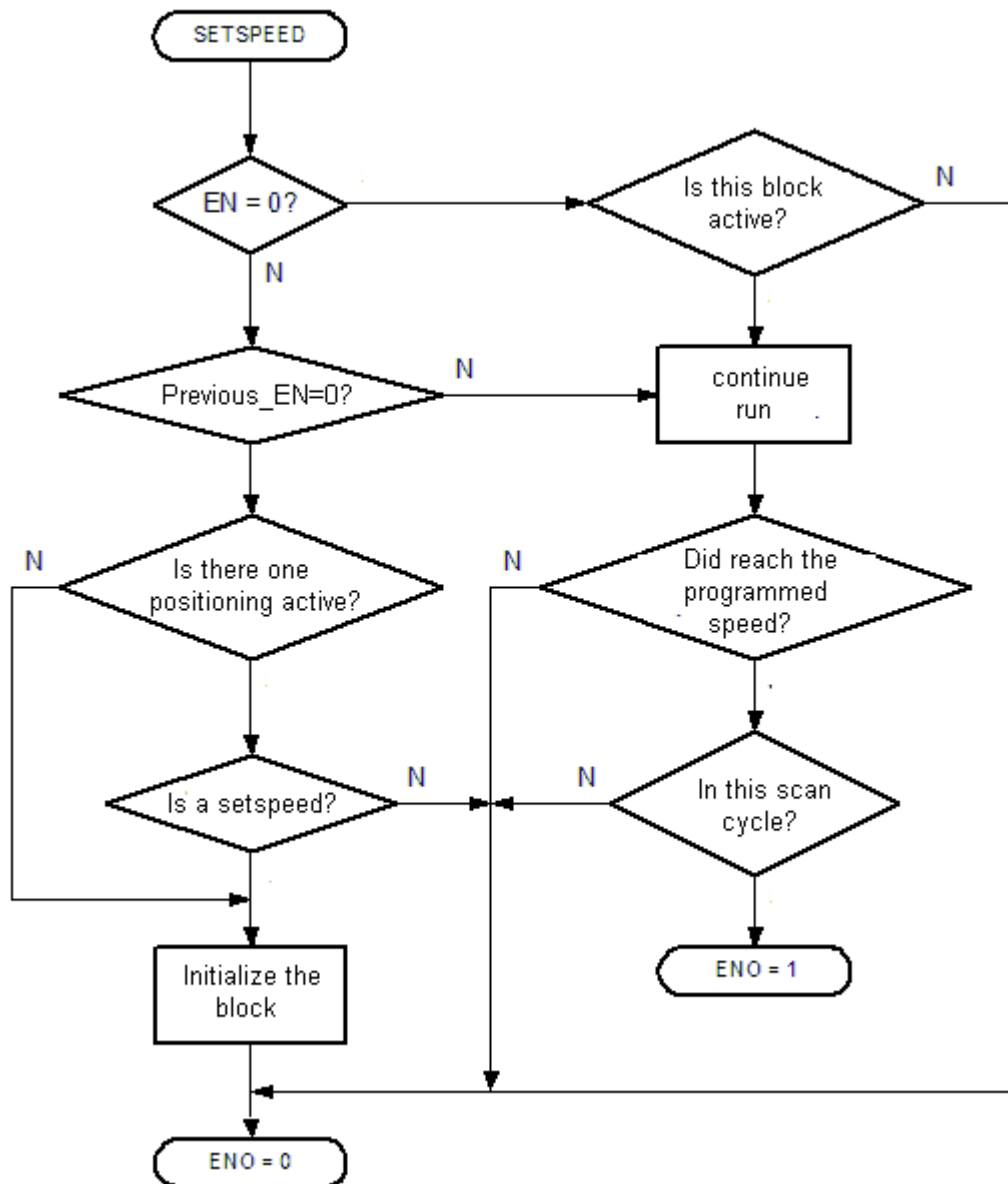 SETSPEED
EN = 0?
Is this block
active?
N
N
Previous_EN=0?
N
continue
run
N
Is there one
positioning active?
N
Did reach the
programmed
speed?
Is a setspeed?
N
N
In this scan
cycle?
Initialize the
block
ENO = 1
ENO = 0